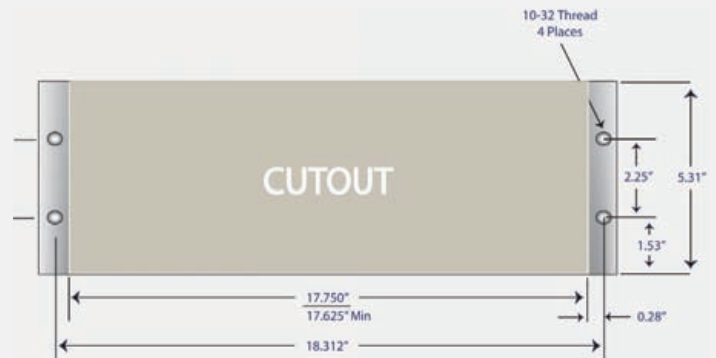 10-32 Thread
4 Places
CUTOUT
2.25"
5.31"
1.53"
17.750"
17.625" Min
0.28"
18.312"